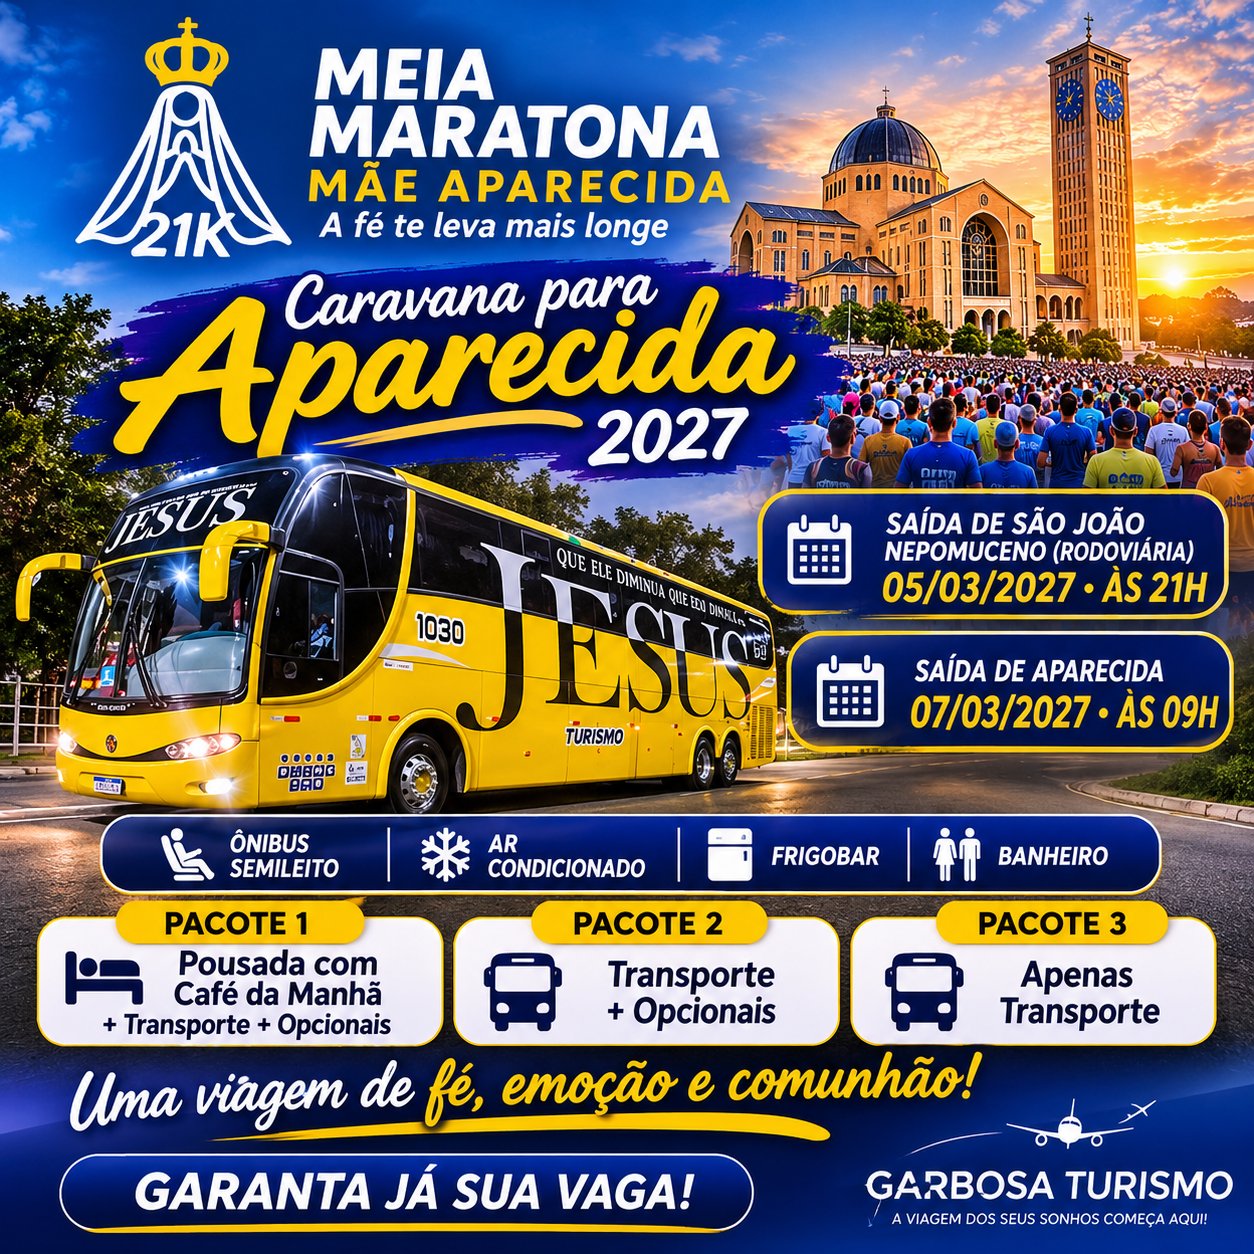 MEIA
MARATONA
MÃE APARECIDA
A fé te leva mais longe
21K
Caravana para
Aparecida
2027
SAÍDA DE SÃO JOÃO
NEPOMUCENO (RODOVIÁRIA)
05/03/2027 • ÀS 21H
SAÍDA DE APARECIDA
07/03/2027 • ÀS 09H
JESUS
QUE ELE DIMINUA QUE
JESUS
1030
TURISMO
ÔNIBUS
SEMILEITO
AR
CONDICIONADO
FRIGOBAR
BANHEIRO
PACOTE 1
Pousada com
Café da Manhã
+ Transporte + Opcionais
PACOTE 2
Transporte
+ Opcionais
PACOTE 3
Apenas
Transporte
Uma viagem de fé, emoção e comunhão!
GARANTA JÁ SUA VAGA!
GARBOSA TURISMO
A VIAGEM DOS SEUS SONHOS COMEÇA AQUI!